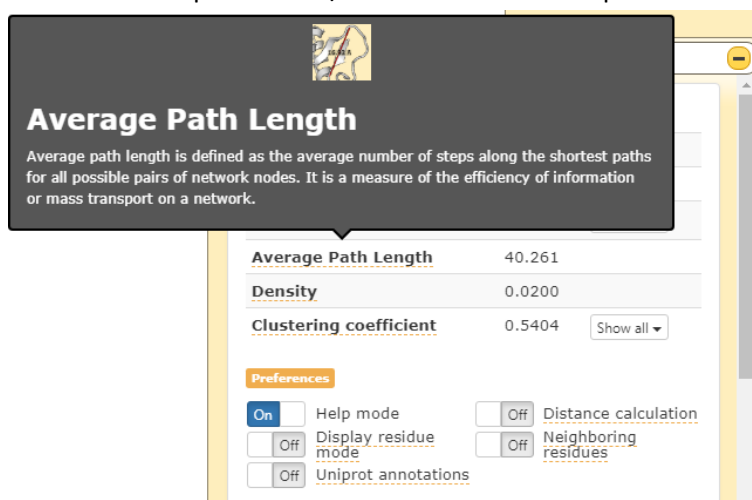 Average Path Length
Average path length is defined as the average number of steps along the shortest paths
for all possible pairs of network nodes. It is a measure of the efficiency of information
or mass transport on a network.
Average Path Length 40.261
Density 0.0200
Clustering coefficient 0.5404 Show all
Preferences
On Help mode Off Distance calculation
Off Display residue mode Off Neighboring residues
Off Uniprot annotations